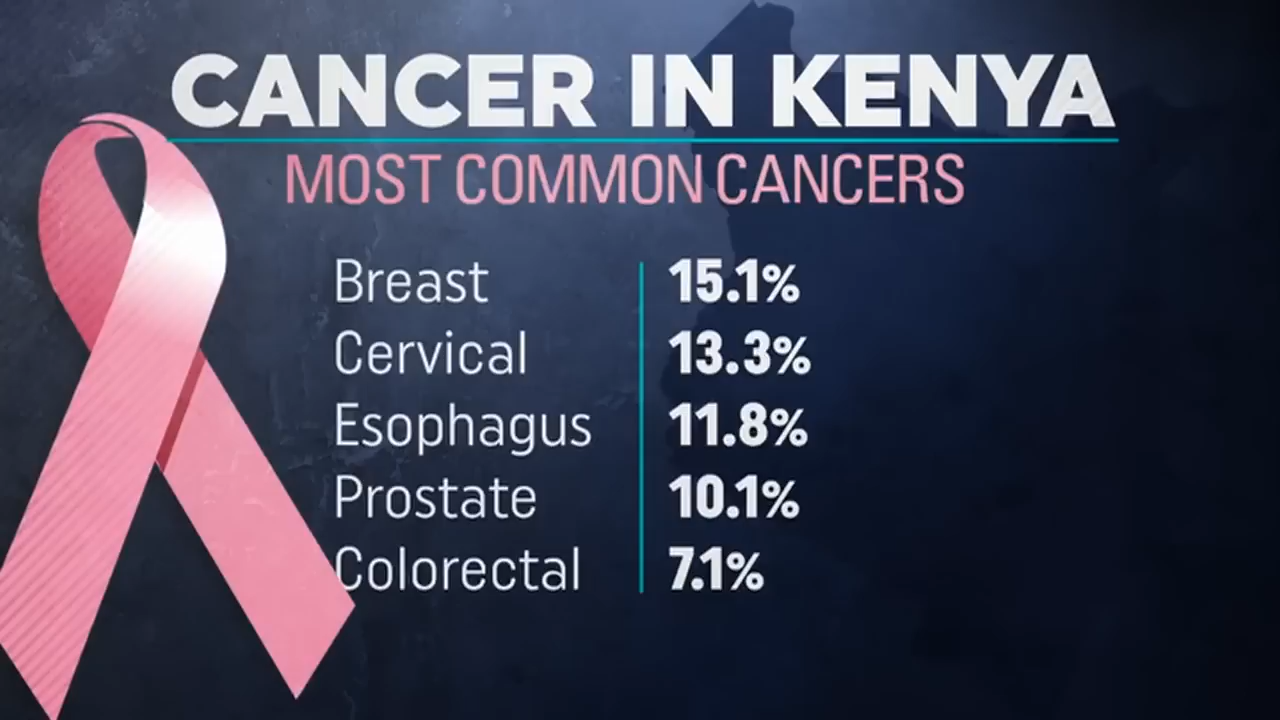 CANCER IN KENYA
MOST COMMON CANCERS
Breast 15.1%
Cervical 13.3%
Esophagus 11.8%
Prostate 10.1%
Colorectal 7.1%